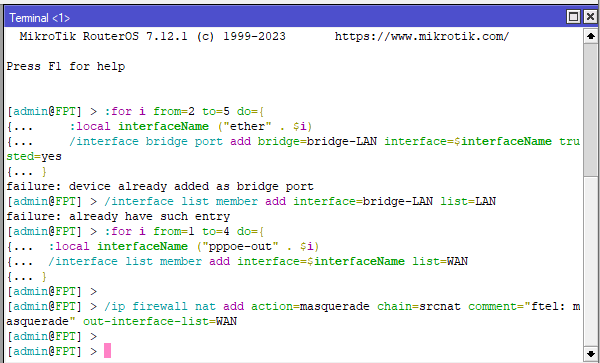 Terminal <1>
MikroTik RouterOS 7.12.1 (c) 1999-2023       https://www.mikrotik.com/
Press F1 for help
[admin@FPT] > :for i from=2 to=5 do={
{...     :local interfaceName ("ether" . $i)
{...     /interface bridge port add bridge=bridge-LAN interface=$interfaceName tru
sted=yes
{... }
failure: device already added as bridge port
[admin@FPT] > /interface list member add interface=bridge-LAN list=LAN
failure: already have such entry
[admin@FPT] > :for i from=1 to=4 do={
{...  :local interfaceName ("pppoe-out" . $i)
{...  /interface list member add interface=$interfaceName list=WAN
{... }
[admin@FPT] >
[admin@FPT] > /ip firewall nat add action=masquerade chain=srcnat comment="ftel: m
asquerade" out-interface-list=WAN
[admin@FPT] >
[admin@FPT] >